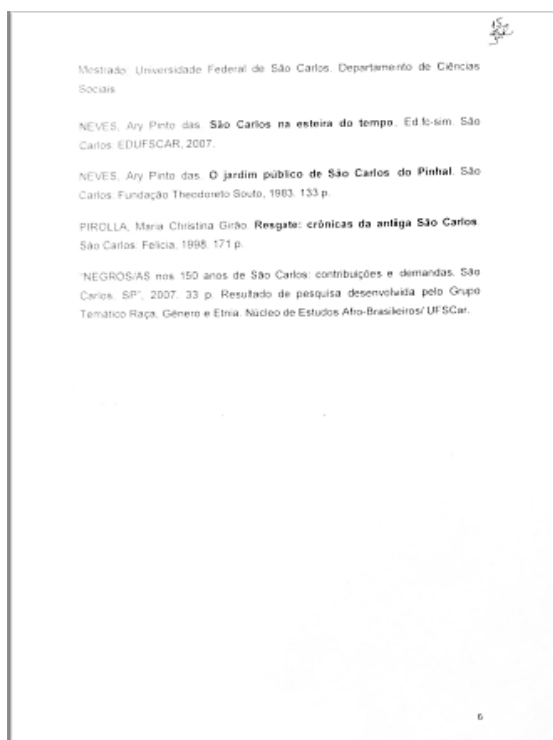 15
Mestrado: Universidade Federal de São Carlos. Departamento de Ciências
Sociais
NEVES, Ary Pinto das. São Carlos na esteira do tempo. Ed.fc-sim. São
Carlos: EDUFSCAR, 2007.
NEVES, Ary Pinto das. O jardim público de São Carlos do Pinhal. São
Carlos: Fundação Theodoreto Souto, 1983. 133 p.
PIROLLA, Maria Christina Girão. Resgate: crônicas da antiga São Carlos.
São Carlos: Felicia, 1998. 171 p.
"NEGROS/AS nos 150 anos de São Carlos: contribuições e demandas. São
Carlos, SP", 2007. 33 p. Resultado de pesquisa desenvolvida pelo Grupo
Temático Raça, Gênero e Etnia. Núcleo de Estudos Afro-Brasileiros/ UFSCar.
6